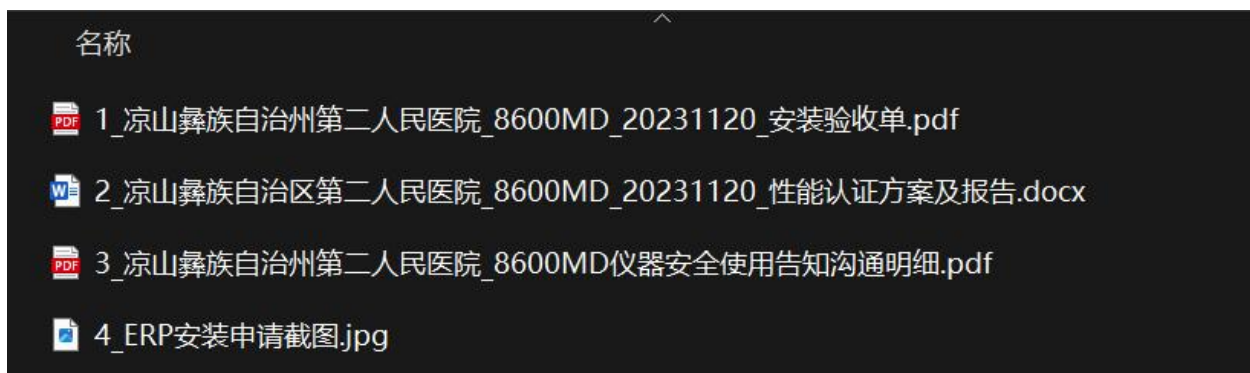 名称
1_凉山彝族自治州第二人民医院_8600MD_20231120_安装验收单.pdf
2_凉山彝族自治区第二人民医院_8600MD_20231120_性能认证方案及报告.docx
3_凉山彝族自治州第二人民医院_8600MD仪器安全使用告知沟通明细.pdf
4_ERP安装申请截图.jpg